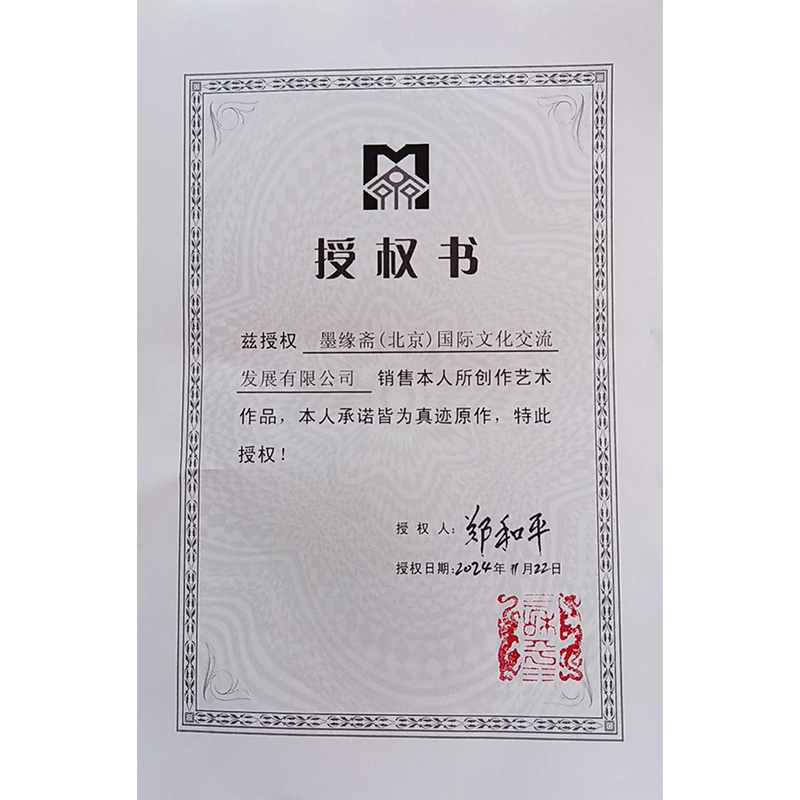 授权书
兹授权 墨缘斋(北京)国际文化交流
发展有限公司 销售本人所创作艺术
作品,本人承诺皆为真迹原作,特此
授权!
授权人:郑和平
授权日期:2024年11月22日